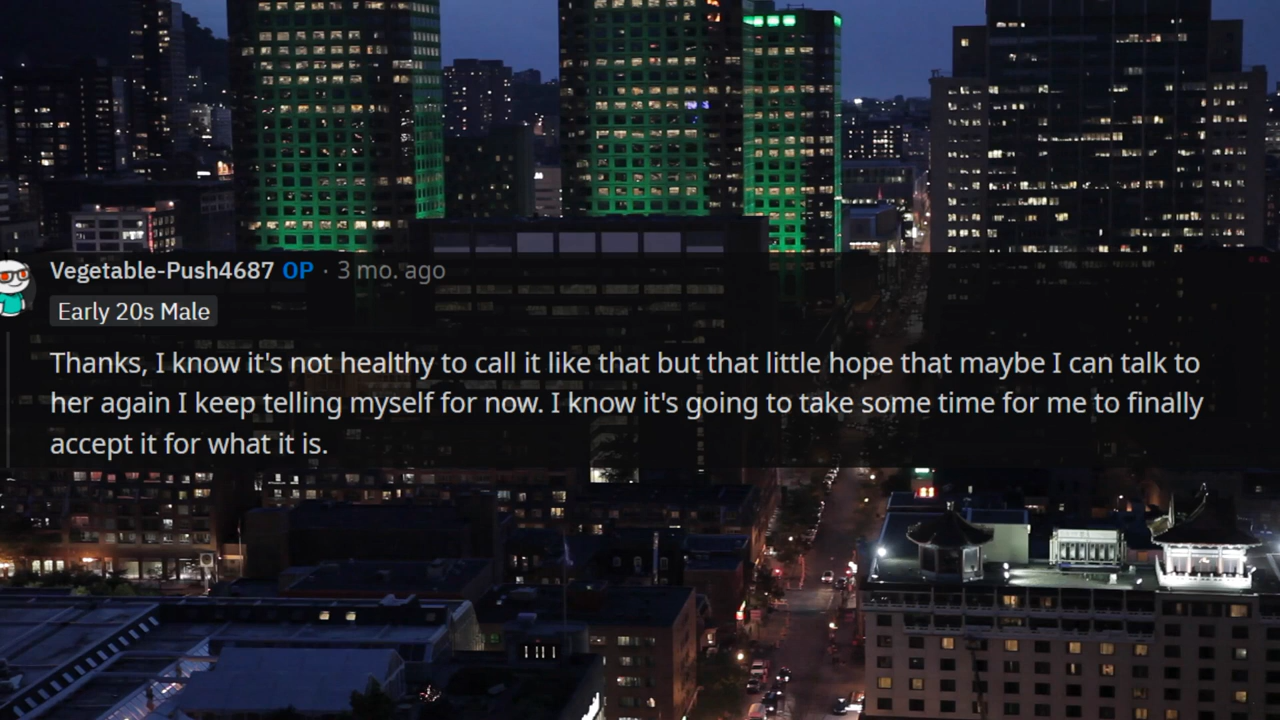 Vegetable-Push4687 OP · 3 mo. ago
Early 20s Male
Thanks, I know it's not healthy to call it like that but that little hope that maybe I can talk to
her again I keep telling myself for now. I know it's going to take some time for me to finally
accept it for what it is.